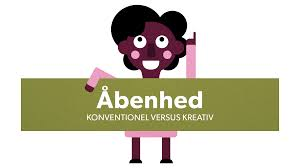 Åbenhed
KONVENTIONEL VERSUS KREATIV